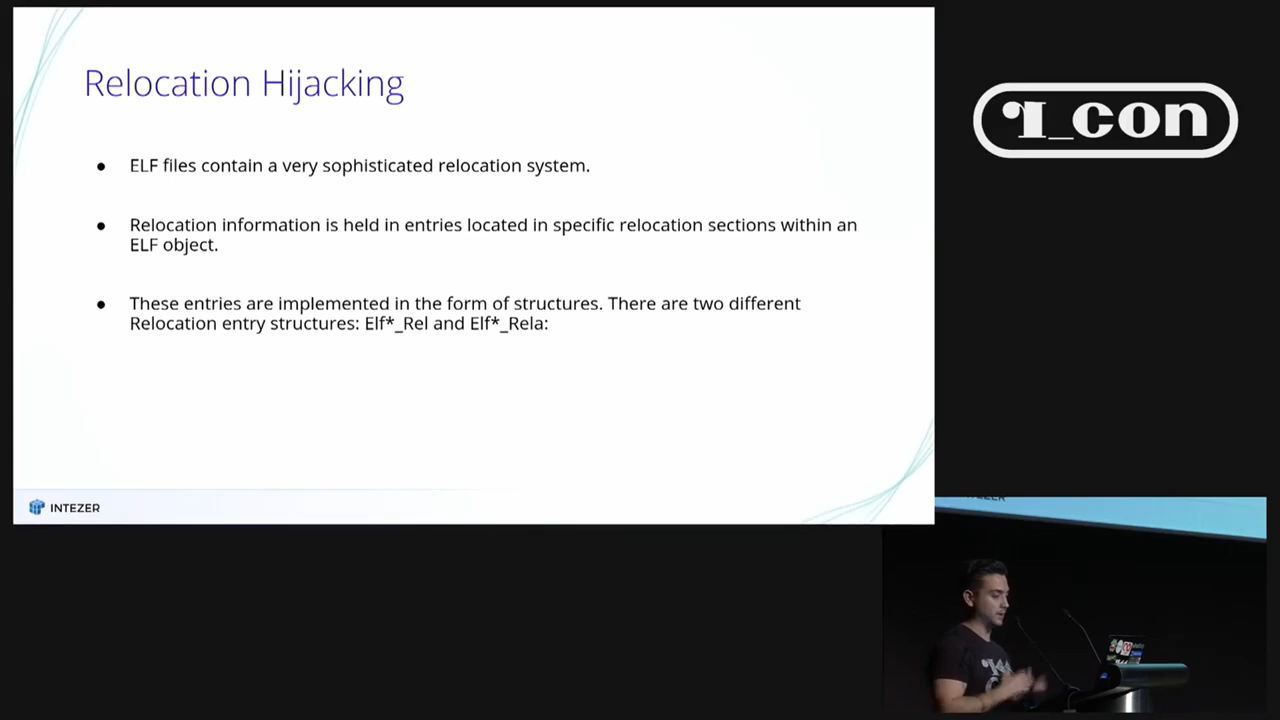 Relocation Hijacking
● ELF files contain a very sophisticated relocation system.
● Relocation information is held in entries located in specific relocation sections within an
ELF object.
● These entries are implemented in the form of structures. There are two different
Relocation entry structures: Elf*_Rel and Elf*_Rela:
INTEZER
r2_con